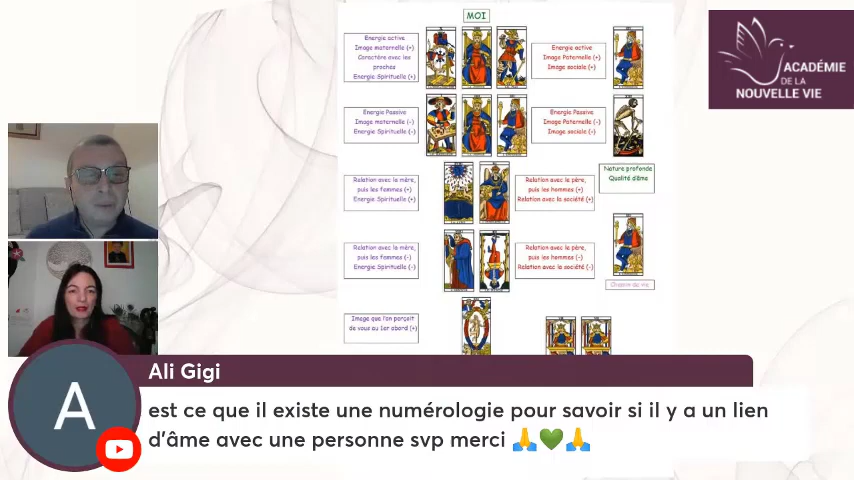 MOI
Energie active
Image maternelle (+)
Caractère avec les
proches
Energie Spirituelle (+)
Energie active
Image Paternelle (+)
Image sociale (+)
ACADÉMIE
DE LA
NOUVELLE VIE
Energie Passive
Image maternelle (-)
Energie Spirituelle (-)
Energie Passive
Image Paternelle (-)
Image sociale (-)
Nature profonde
Qualité d'âme
Relation avec la mère,
puis les femmes (+)
Energie Spirituelle (+)
Relation avec le père,
puis les hommes (+)
Relation avec la société (+)
Relation avec la mère,
puis les femmes (-)
Energie Spirituelle (-)
Relation avec le père,
puis les hommes (-)
Relation avec la société (-)
Chemin de vie
Image que l'on perçoit
de vous au 1er abord (+)
A
Ali Gigi
est ce que il existe une numérologie pour savoir si il y a un lien
d'âme avec une personne svp merci 🙏💚🙏